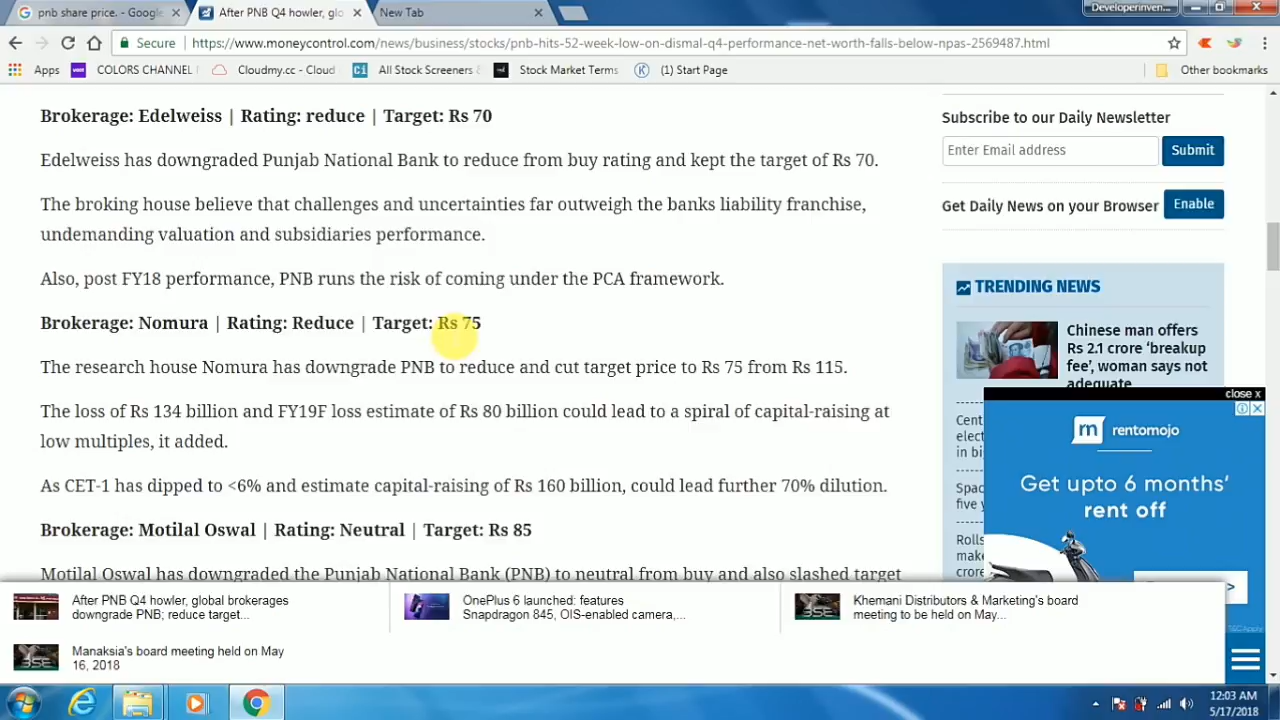 pnb share price. - Google
After PNB Q4 howler, glo
New Tab
Developerinven...
Secure
https://www.moneycontrol.com/news/business/stocks/pnb-hits-52-week-low-on-dismal-q4-performance-net-worth-falls-below-npas-2569487.html
Apps
COLORS CHANNEL
Cloudmy.cc - Cloud
All Stock Screeners
Stock Market Terms
(1) Start Page
Other bookmarks
Brokerage: Edelweiss | Rating: reduce | Target: Rs 70
Edelweiss has downgraded Punjab National Bank to reduce from buy rating and kept the target of Rs 70.
The broking house believe that challenges and uncertainties far outweigh the banks liability franchise,
undemanding valuation and subsidiaries performance.
Also, post FY18 performance, PNB runs the risk of coming under the PCA framework.
Brokerage: Nomura | Rating: Reduce | Target: Rs 75
The research house Nomura has downgrade PNB to reduce and cut target price to Rs 75 from Rs 115.
The loss of Rs 134 billion and FY19F loss estimate of Rs 80 billion could lead to a spiral of capital-raising at
low multiples, it added.
As CET-1 has dipped to <6% and estimate capital-raising of Rs 160 billion, could lead further 70% dilution.
Brokerage: Motilal Oswal | Rating: Neutral | Target: Rs 85
Motilal Oswal has downgraded the Punjab National Bank (PNB) to neutral from buy and also slashed target
Subscribe to our Daily Newsletter
Enter Email address
Submit
Get Daily News on your Browser
Enable
TRENDING NEWS
Chinese man offers
Rs 2.1 crore ‘breakup
fee’, woman says not
adequate
Cent
elect
in bi
Spac
five y
Rolls
make
crore
close x
rentomojo
Get upto 6 months‘
rent off
>
T&C Apply
After PNB Q4 howler, global brokerages
downgrade PNB; reduce target...
OnePlus 6 launched: features
Snapdragon 845, OIS-enabled camera,...
BSE
Khemani Distributors & Marketing's board
meeting to be held on May...
BSE
Manaksia's board meeting held on May
16, 2018
12:03 AM
5/17/2018